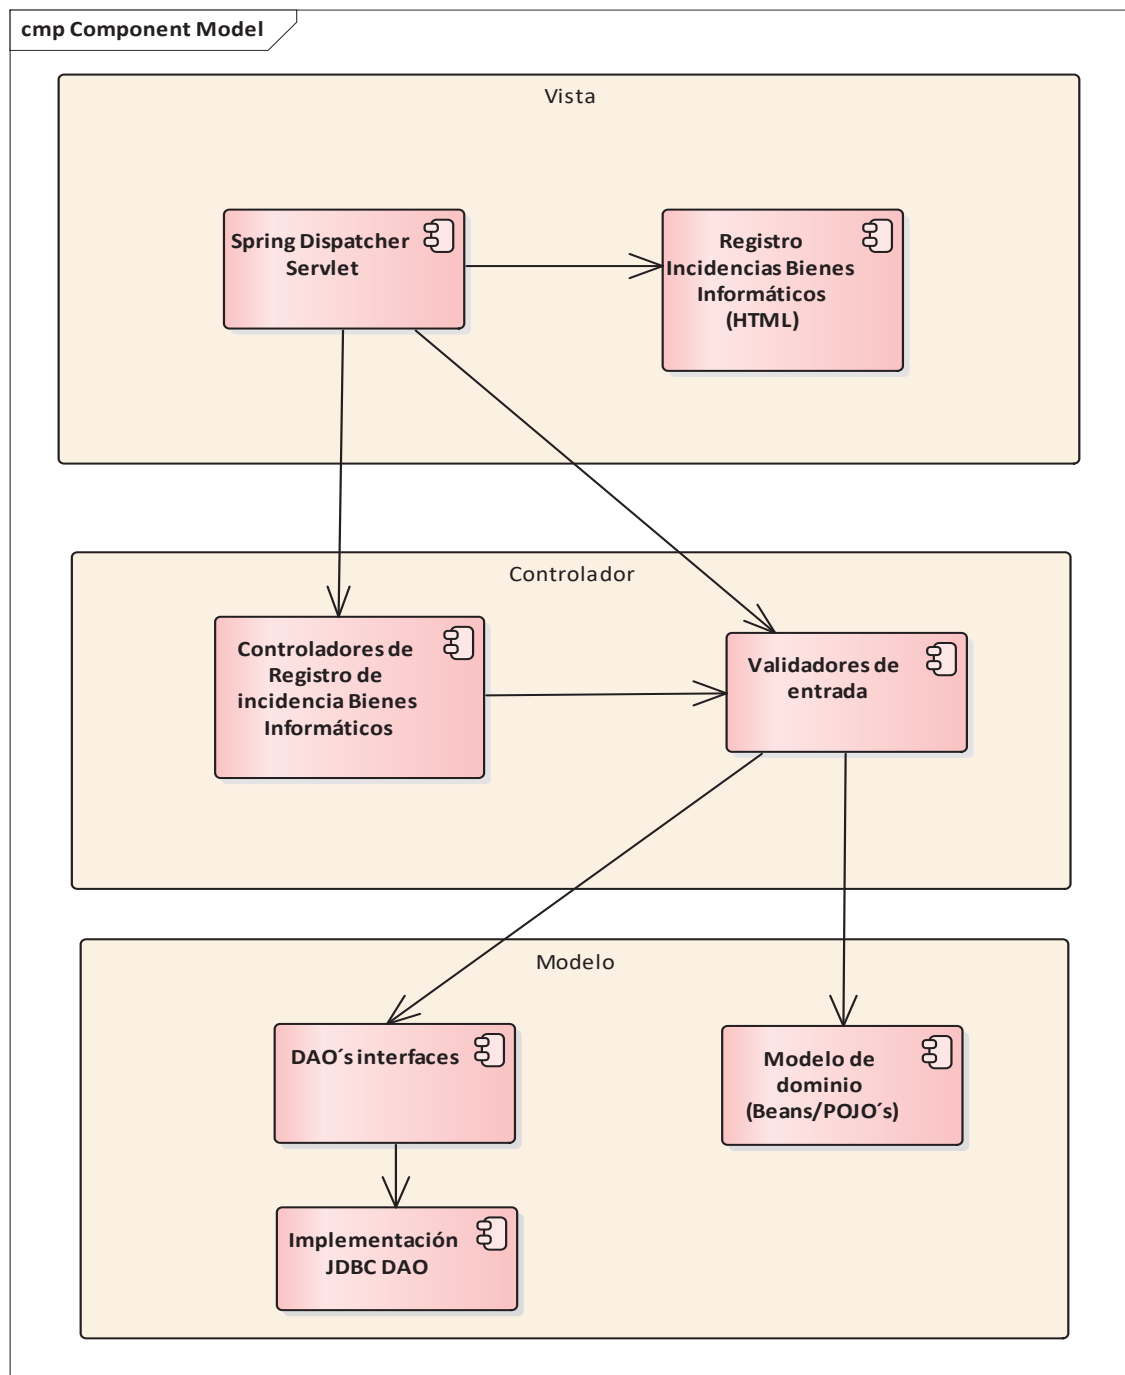 cmp Component Model
Vista
Spring Dispatcher
Servlet
Registro
Incidencias Bienes
Informáticos
(HTML)
Controlador
Controladores de
Registro de
incidencia Bienes
Informáticos
Validadores de
entrada
Modelo
DAO´s interfaces
Modelo de
dominio
(Beans/POJO´s)
Implementación
JDBC DAO